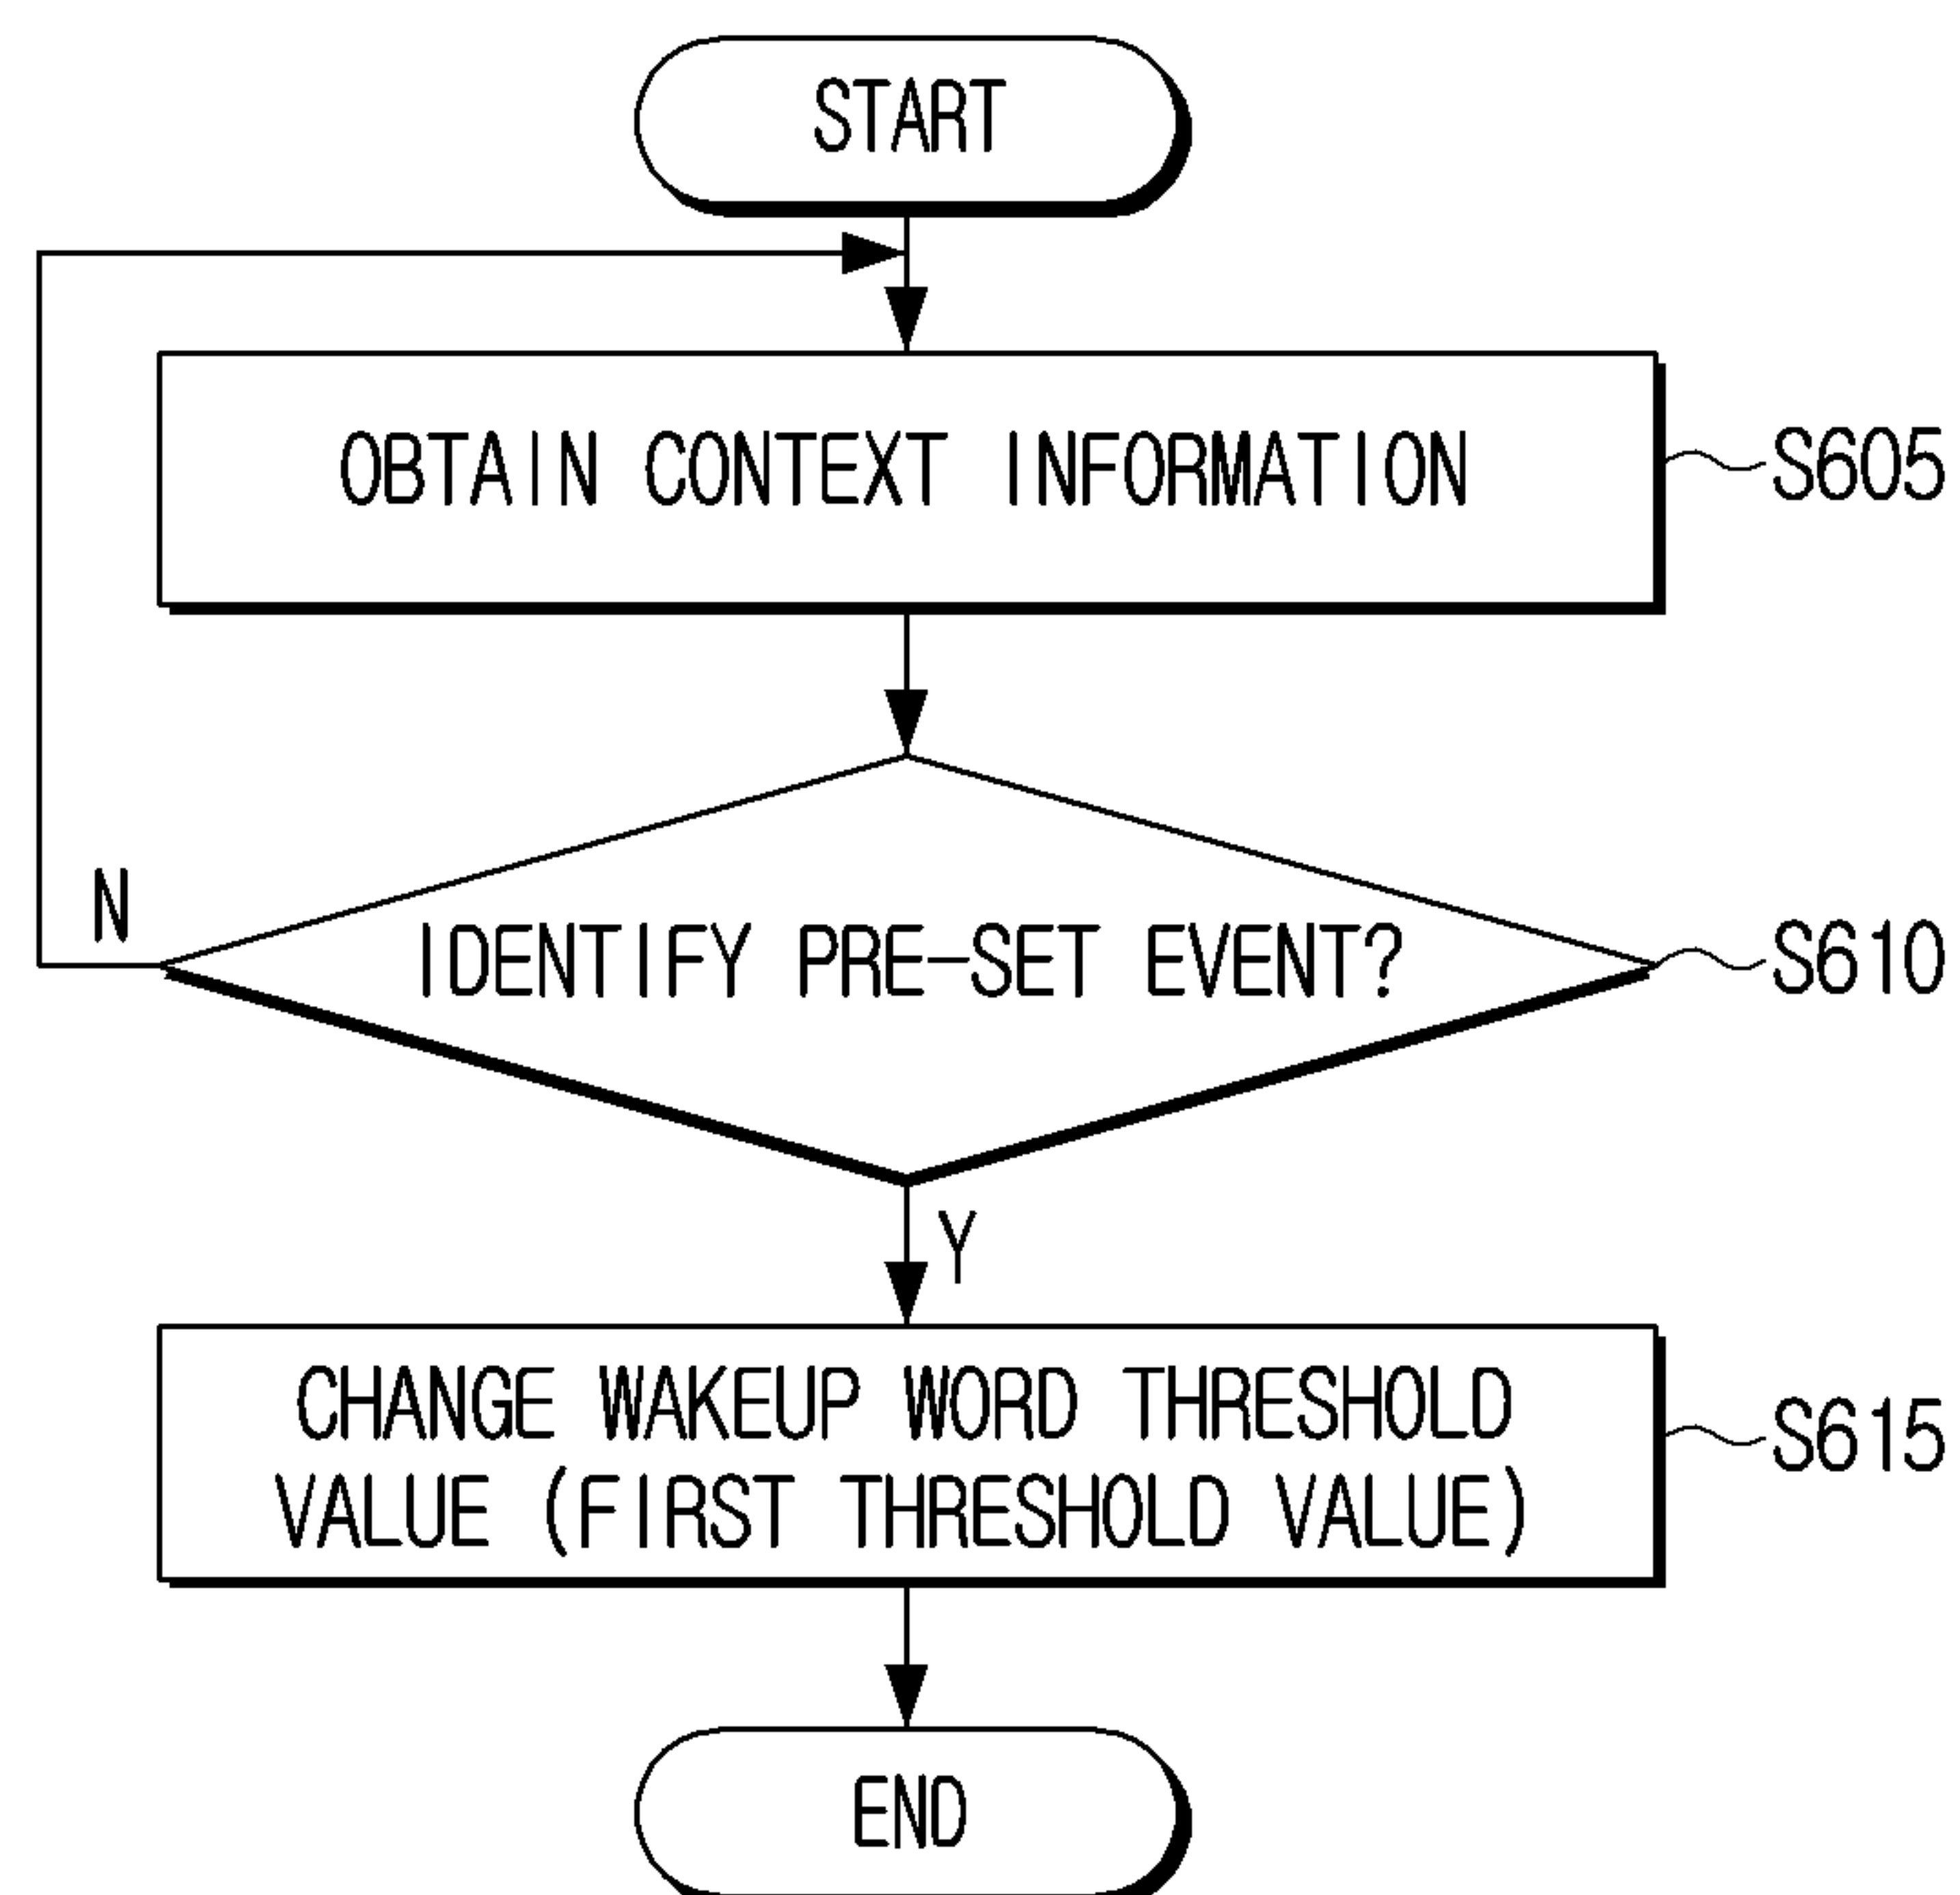 START
OBTAIN CONTEXT INFORMATION
S605
N
IDENTIFY PRE-SET EVENT?
S610
Y
CHANGE WAKEUP WORD THRESHOLD
VALUE (FIRST THRESHOLD VALUE)
S615
END